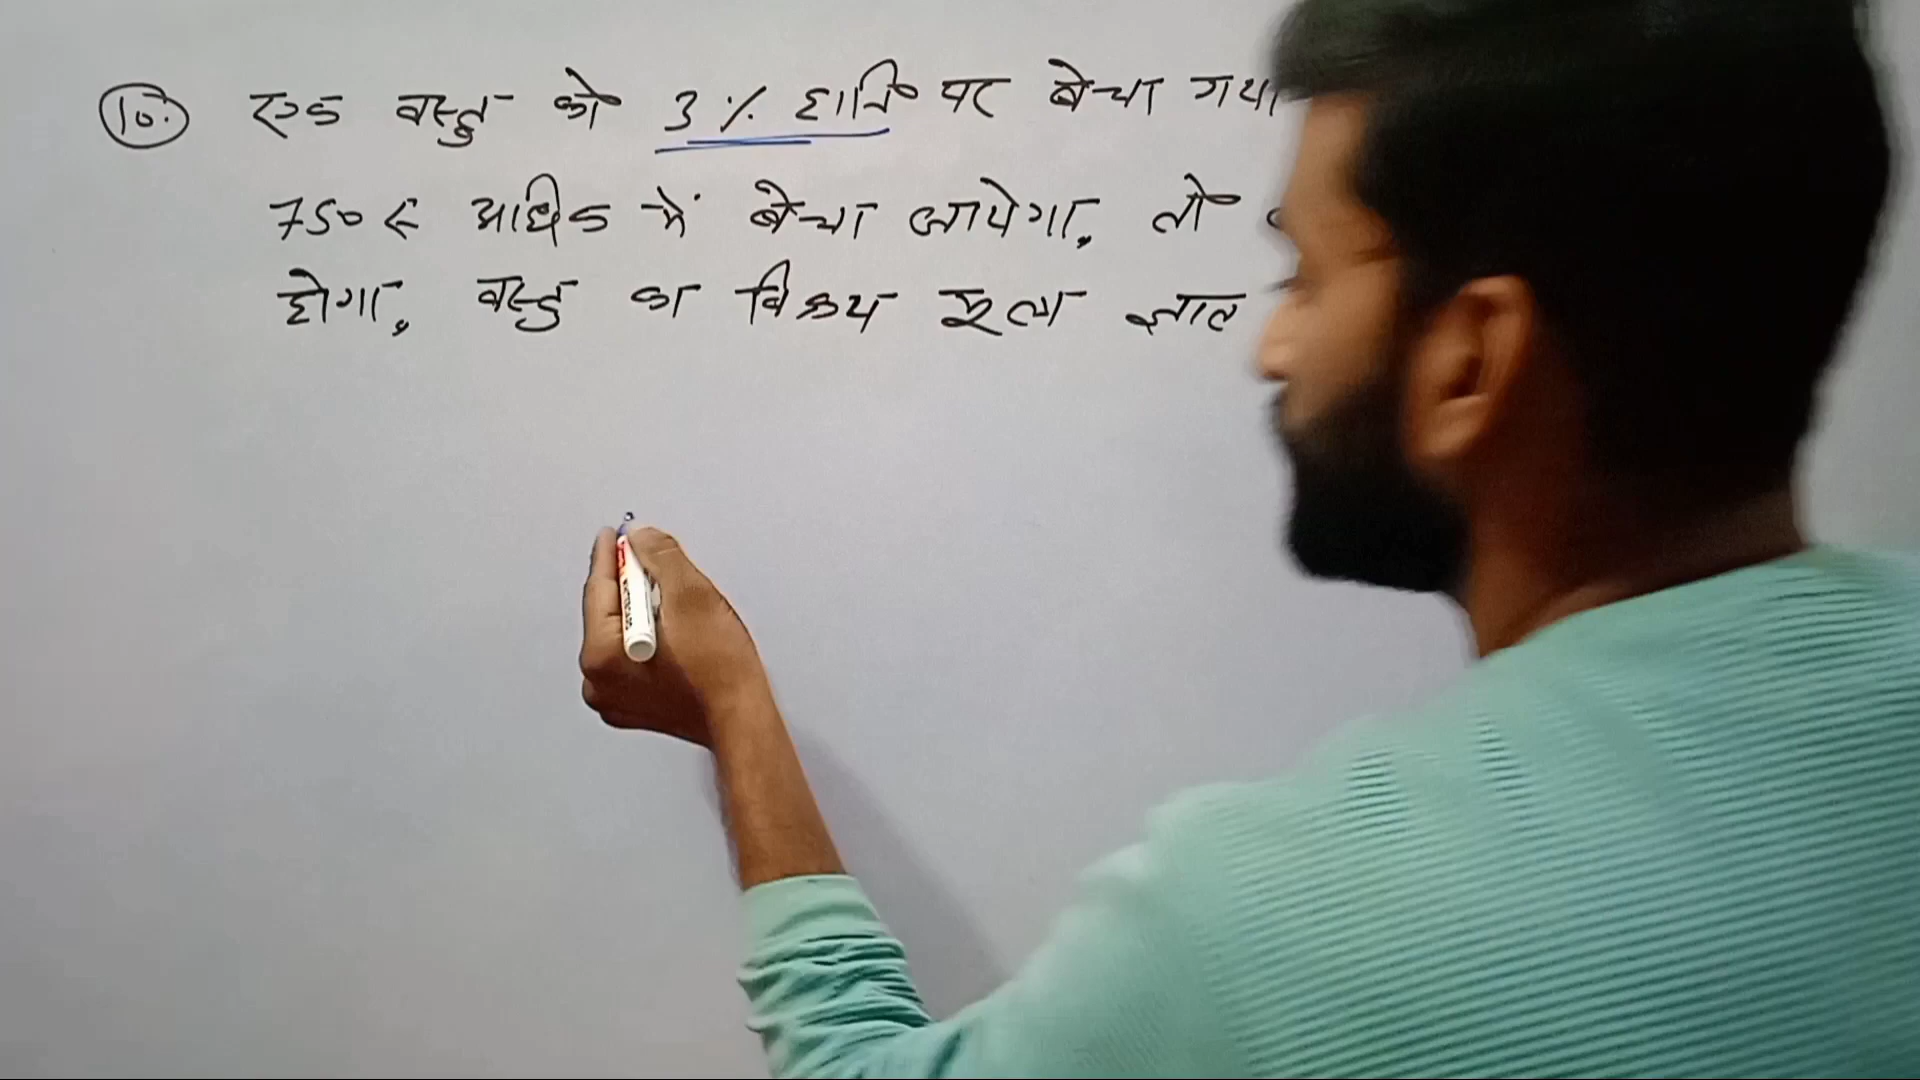 10. एक वस्तु को 3% हानि पर बेचा गया
750 ₹ अधिक में बेचा जायेगा, तो
होगा, वस्तु का विक्रय मूल्य ज्ञात